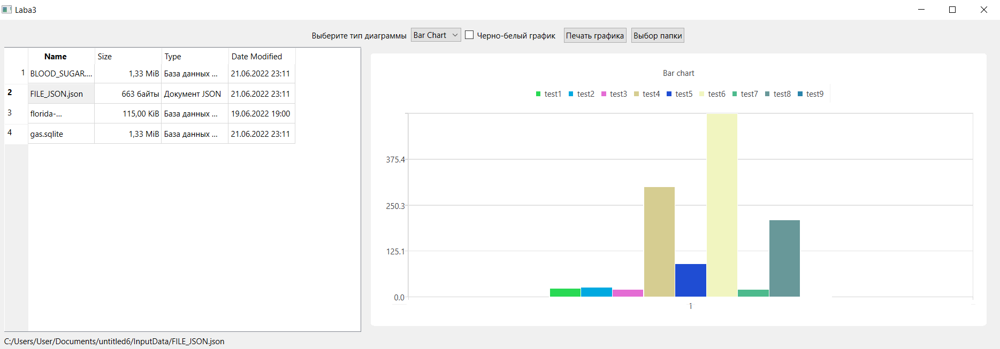 Laba3
Выберите тип диаграммы Bar Chart Черно-белый график Печать графика Выбор папки
Name Size Type Date Modified
1 BLOOD_SUGAR.... 1,33 MiB База данных ... 21.06.2022 23:11
2 FILE_JSON.json 663 байты Документ JSON 21.06.2022 23:11
3 florida-... 115,00 KiB База данных ... 19.06.2022 19:00
4 gas.sqlite 1,33 MiB База данных ... 21.06.2022 23:11
Bar chart
test1 test2 test3 test4 test5 test6 test7 test8 test9
375.4
250.3
125.1
0.0
1
C:/Users/User/Documents/untitled6/InputData/FILE_JSON.json